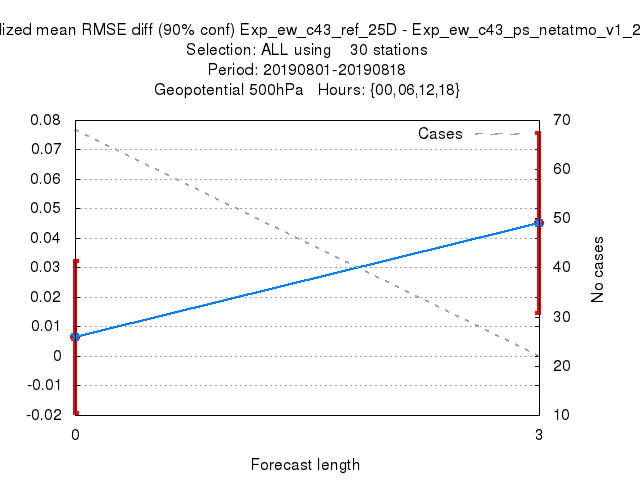 lized mean RMSE diff (90% conf) Exp_ew_c43_ref_25D - Exp_ew_c43_ps_netatmo_v1_2
Selection: ALL using 30 stations
Period: 20190801-20190818
Geopotential 500hPa Hours: {00,06,12,18}
Cases
0.08
0.07
0.06
0.05
0.04
0.03
0.02
0.01
0
-0.01
-0.02
70
60
50
40
30
20
10
No cases
0
3
Forecast length